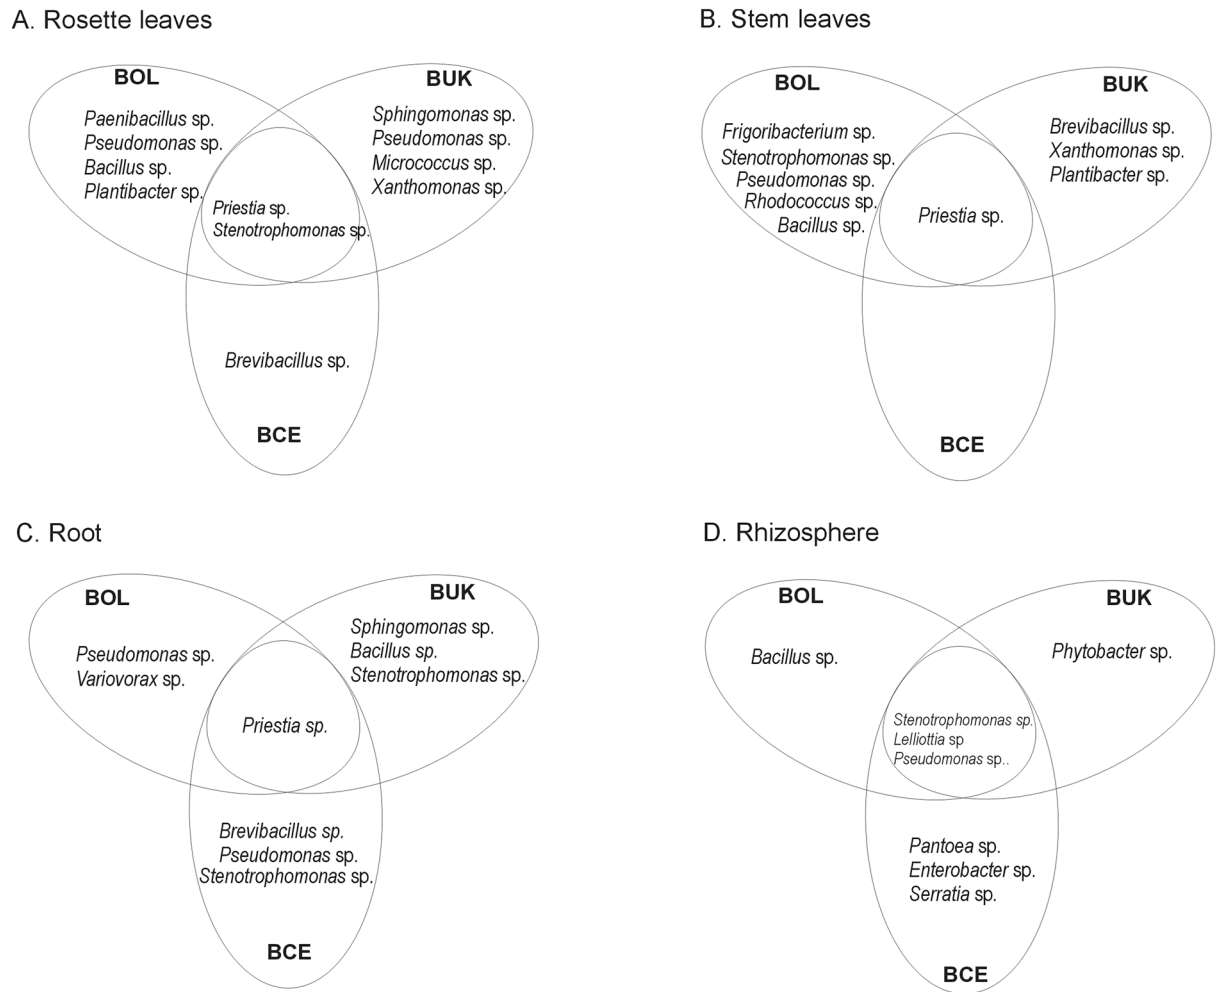 A. Rosette leaves
BOL
Paenibacillus sp.
Pseudomonas sp.
Bacillus sp.
Plantibacter sp.
BUK
Sphingomonas sp.
Pseudomonas sp.
Micrococcus sp.
Xanthomonas sp.
Priestia sp.
Stenotrophomonas sp.
Brevibacillus sp.
BCE
B. Stem leaves
BOL
Frigoribacterium sp.
Stenotrophomonas sp.
Pseudomonas sp.
Rhodococcus sp.
Bacillus sp.
BUK
Brevibacillus sp.
Xanthomonas sp.
Plantibacter sp.
Priestia sp.
BCE
C. Root
BOL
Pseudomonas sp.
Variovorax sp.
BUK
Sphingomonas sp.
Bacillus sp.
Stenotrophomonas sp.
Priestia sp.
Brevibacillus sp.
Pseudomonas sp.
Stenotrophomonas sp.
BCE
D. Rhizosphere
BOL
Bacillus sp.
BUK
Phytobacter sp.
Stenotrophomonas sp.
Lelliottia sp
Pseudomonas sp..
Pantoea sp.
Enterobacter sp.
Serratia sp.
BCE